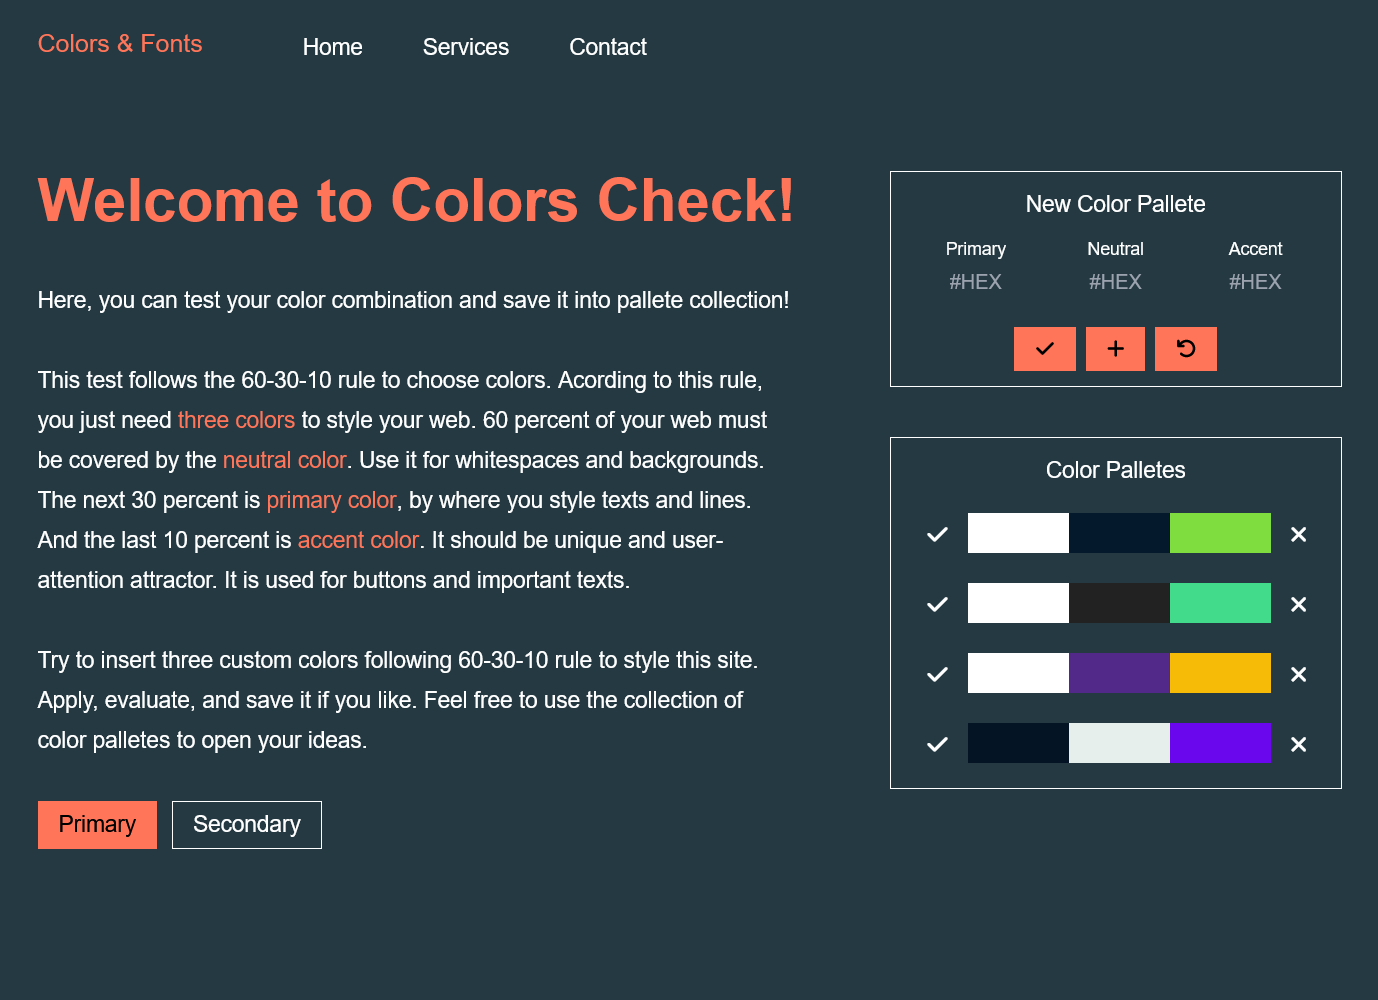 Colors & Fonts
Home
Services
Contact
Welcome to Colors Check!
Here, you can test your color combination and save it into pallete collection!
This test follows the 60-30-10 rule to choose colors. Acording to this rule,
you just need three colors to style your web. 60 percent of your web must
be covered by the neutral color. Use it for whitespaces and backgrounds.
The next 30 percent is primary color, by where you style texts and lines.
And the last 10 percent is accent color. It should be unique and user-
attention attractor. It is used for buttons and important texts.
Try to insert three custom colors following 60-30-10 rule to style this site.
Apply, evaluate, and save it if you like. Feel free to use the collection of
color palletes to open your ideas.
Primary
Secondary
New Color Pallete
Primary
Neutral
Accent
#HEX
#HEX
#HEX
Color Palletes